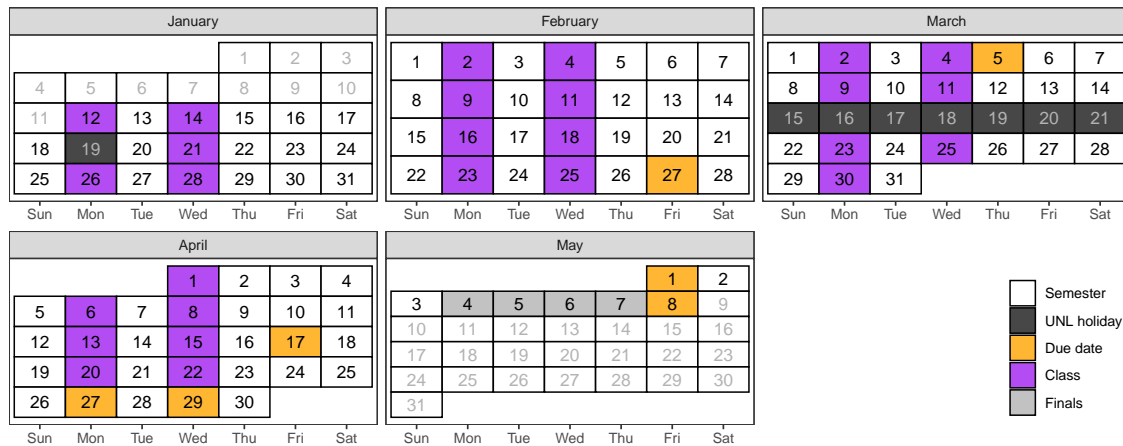 January
1 2 3
4 5 6 7 8 9 10
11 12 13 14 15 16 17
18 19 20 21 22 23 24
25 26 27 28 29 30 31
Sun Mon Tue Wed Thu Fri Sat
February
1 2 3 4 5 6 7
8 9 10 11 12 13 14
15 16 17 18 19 20 21
22 23 24 25 26 27 28
Sun Mon Tue Wed Thu Fri Sat
March
1 2 3 4 5 6 7
8 9 10 11 12 13 14
15 16 17 18 19 20 21
22 23 24 25 26 27 28
29 30 31
Sun Mon Tue Wed Thu Fri Sat
April
1 2 3 4
5 6 7 8 9 10 11
12 13 14 15 16 17 18
19 20 21 22 23 24 25
26 27 28 29 30
Sun Mon Tue Wed Thu Fri Sat
May
1 2
3 4 5 6 7 8 9
10 11 12 13 14 15 16
17 18 19 20 21 22 23
24 25 26 27 28 29 30
31
Sun Mon Tue Wed Thu Fri Sat
Semester
UNL holiday
Due date
Class
Finals